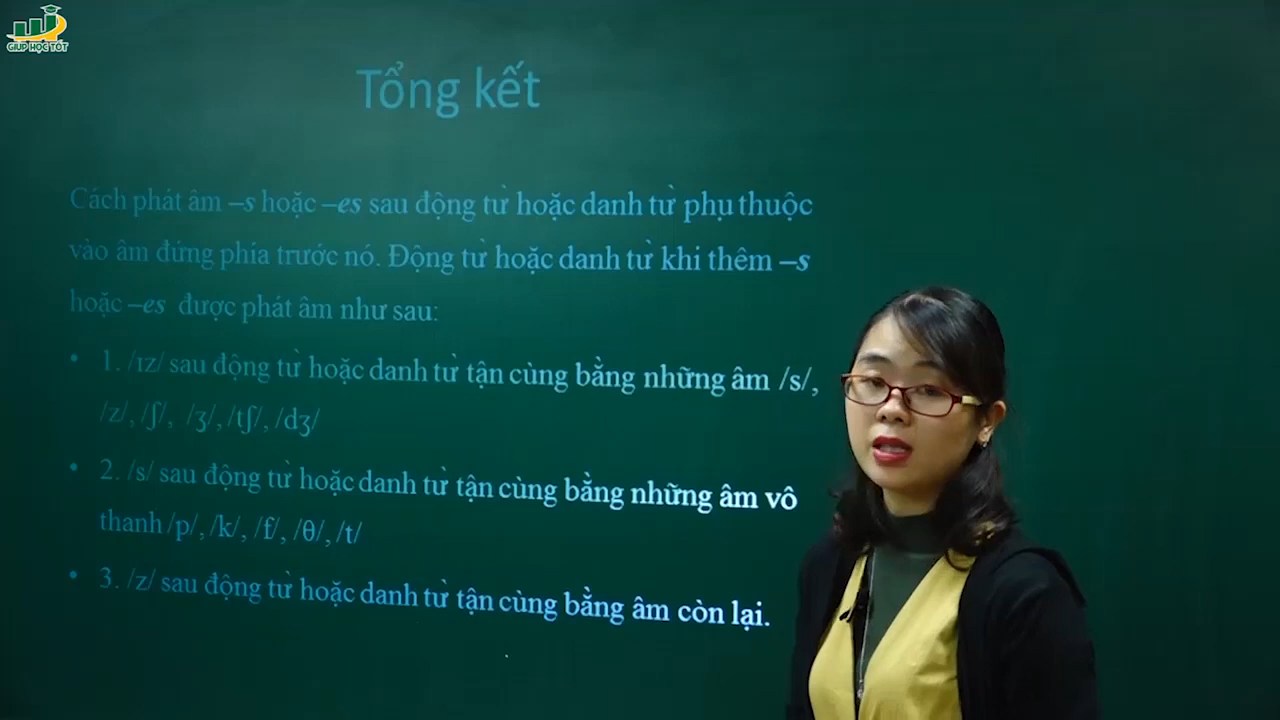 GIUP HỌC TỐT
Tổng kết
Cách phát âm –s hoặc –es sau động từ hoặc danh từ phụ thuộc
vào âm đứng phía trước nó. Động từ hoặc danh từ khi thêm –s
hoặc –es được phát âm như sau:
• 1. /ɪz/ sau động từ hoặc danh từ tận cùng bằng những âm /s/,
/z/, /ʃ/, /ʒ/, /tʃ/, /dʒ/
• 2. /s/ sau động từ hoặc danh từ tận cùng bằng những âm vô
thanh /p/, /k/, /f/, /θ/, /t/
• 3. /z/ sau động từ hoặc danh từ tận cùng bằng âm còn lại.